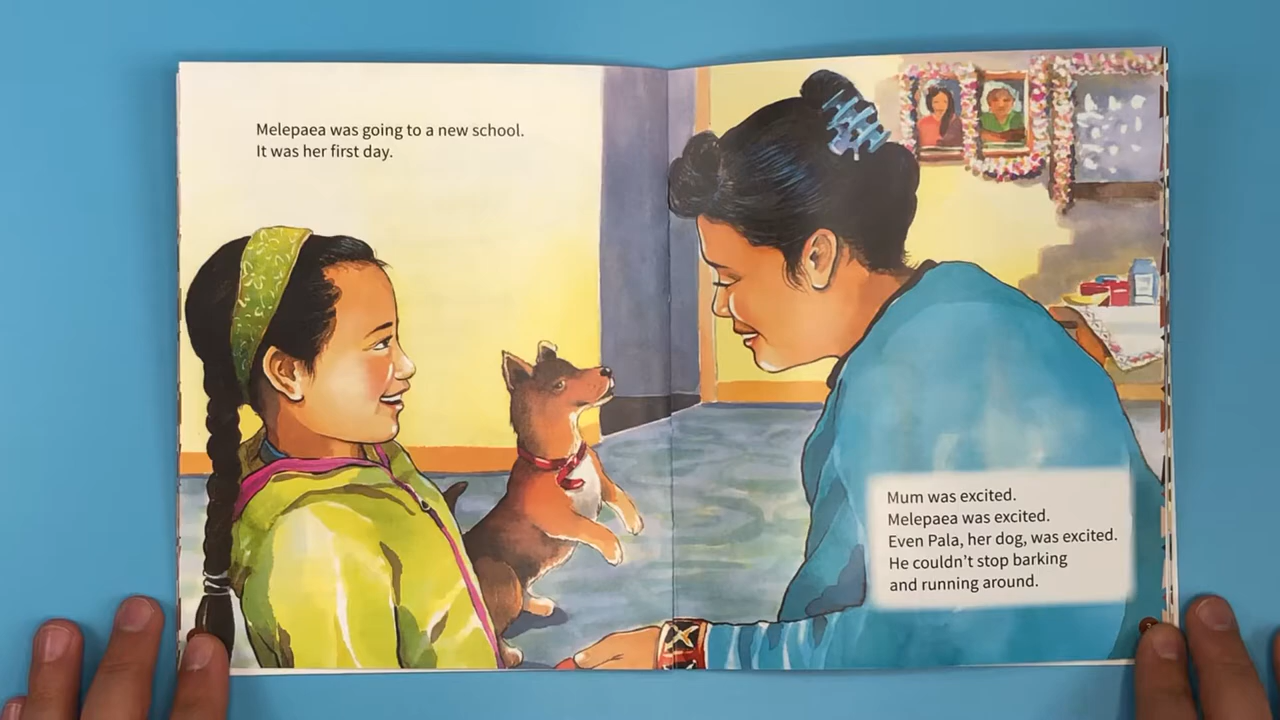 Melepaea was going to a new school.
It was her first day.
Mum was excited.
Melepaea was excited.
Even Pala, her dog, was excited.
He couldn't stop barking
and running around.